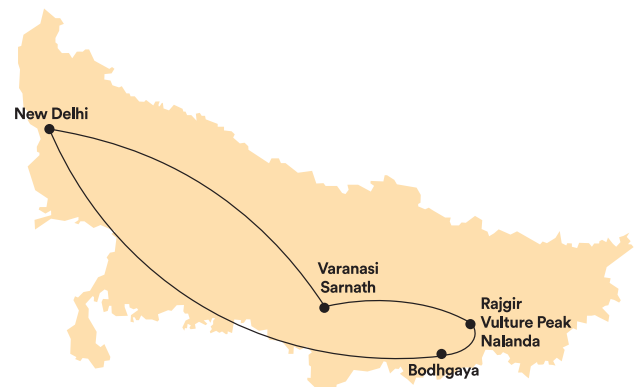 New Delhi
Varanasi
Sarnath
Rajgir
Vulture Peak
Nalanda
Bodhgaya